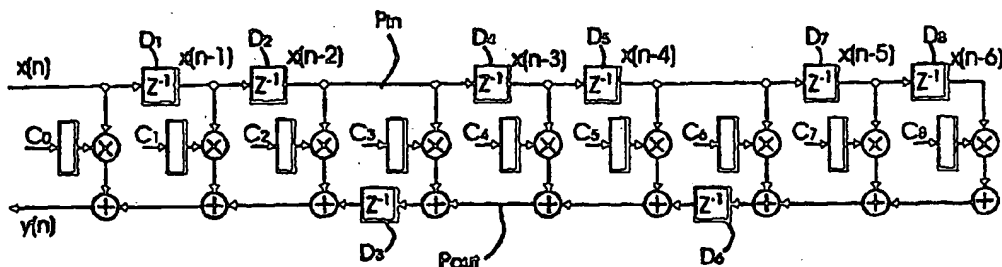 Pin
D1 D2 D4 D5 D7 D8
x(n) x(n-1) x(n-2) x(n-3) x(n-4) x(n-5) x(n-6)
Z-1 Z-1 Z-1 Z-1 Z-1 Z-1
C0 C1 C2 C3 C4 C5 C6 C7 C8
Z-1 Z-1
y(n) D3 Pout D6